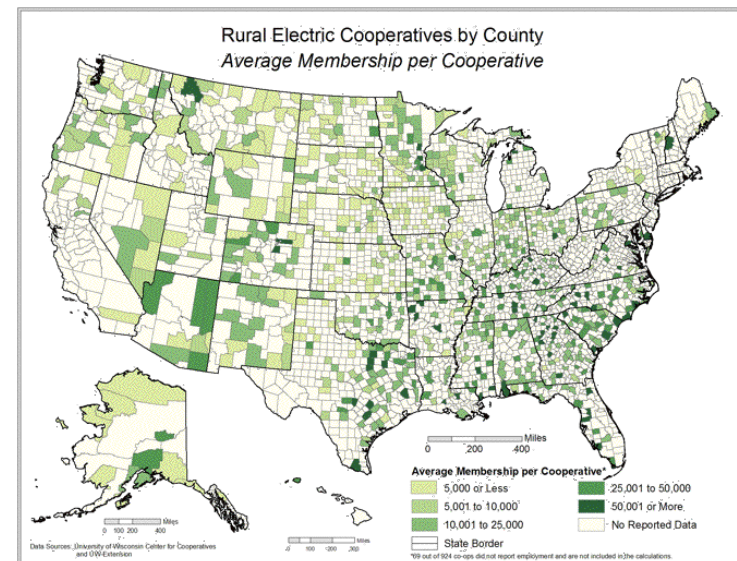 Rural Electric Cooperatives by County
Average Membership per Cooperative
Miles
0 100 200 400
Average Membership per Cooperative*
5,000 or Less
5,001 to 10,000
10,001 to 25,000
25,001 to 50,000
50,001 or More
No Reported Data
State Border
Miles
0 100 200 400
Miles
Data Sources: University of Wisconsin Center for Cooperatives
and UW-Extension
*69 out of 924 co-ops did not report employment and are not included in the calculations.